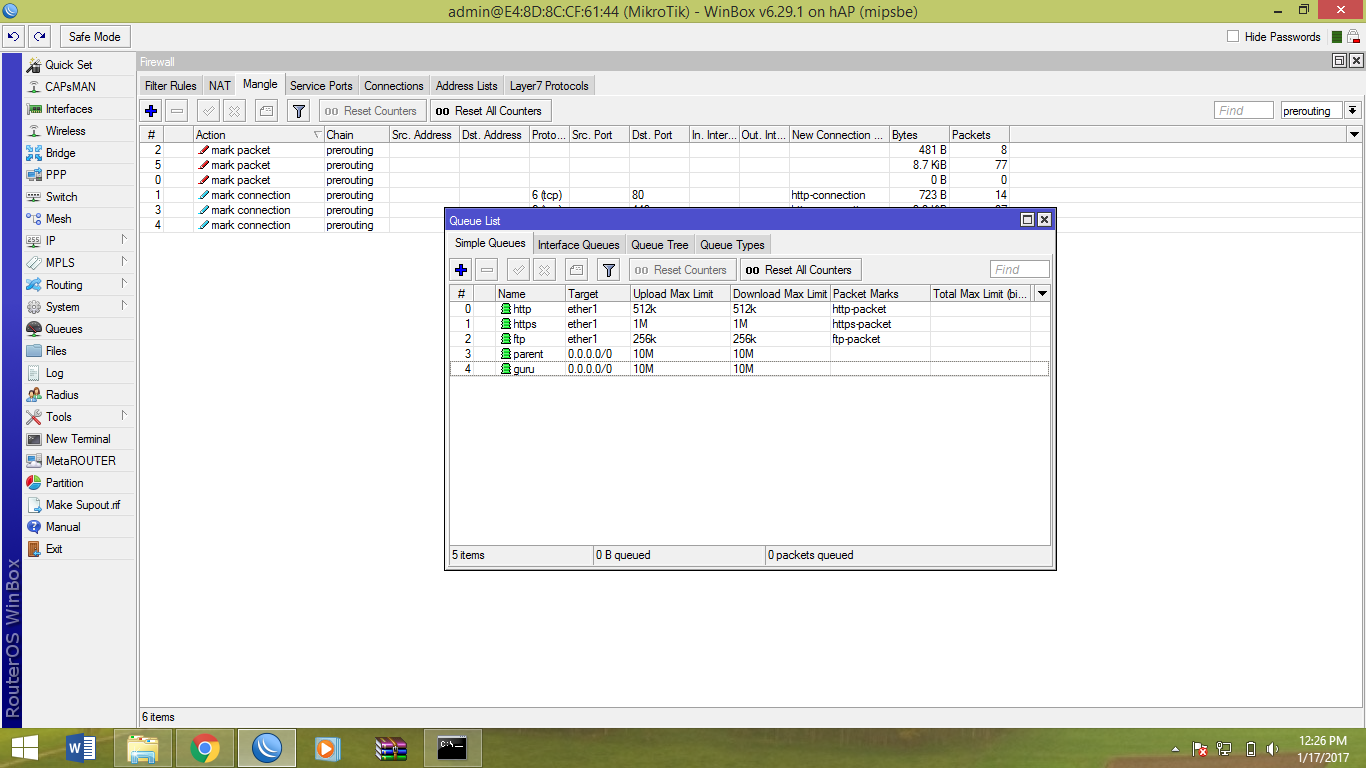 admin@E4:8D:8C:CF:61:44 (MikroTik) - WinBox v6.29.1 on hAP (mipsbe)
Safe Mode
Hide Passwords
Quick Set
CAPsMAN
Interfaces
Wireless
Bridge
PPP
Switch
Mesh
IP
MPLS
Routing
System
Queues
Files
Log
Radius
Tools
New Terminal
MetaROUTER
Partition
Make Supout.rif
Manual
Exit
RouterOS WinBox
Firewall
Filter Rules NAT Mangle Service Ports Connections Address Lists Layer7 Protocols
00 Reset Counters 00 Reset All Counters Find prerouting
# Action Chain Src. Address Dst. Address Proto... Src. Port Dst. Port In. Inter... Out. Int... New Connection ... Bytes Packets
2 mark packet prerouting 481 B 8
5 mark packet prerouting 8.7 KiB 77
0 mark packet prerouting 0 B 0
1 mark connection prerouting 6 (tcp) 80 http-connection 723 B 14
3 mark connection prerouting
4 mark connection prerouting
Queue List
Simple Queues Interface Queues Queue Tree Queue Types
00 Reset Counters 00 Reset All Counters Find
# Name Target Upload Max Limit Download Max Limit Packet Marks Total Max Limit (bi...
0 http ether1 512k 512k http-packet
1 https ether1 1M 1M https-packet
2 ftp ether1 256k 256k ftp-packet
3 parent 0.0.0.0/0 10M 10M
4 guru 0.0.0.0/0 10M 10M
5 items 0 B queued 0 packets queued
6 items
12:26 PM
1/17/2017